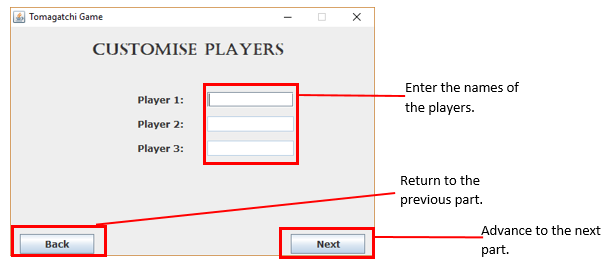 Tomagatchi Game
CUSTOMISE PLAYERS
Player 1:
Player 2:
Player 3:
Enter the names of
the players.
Return to the
previous part.
Back
Next
Advance to the next
part.